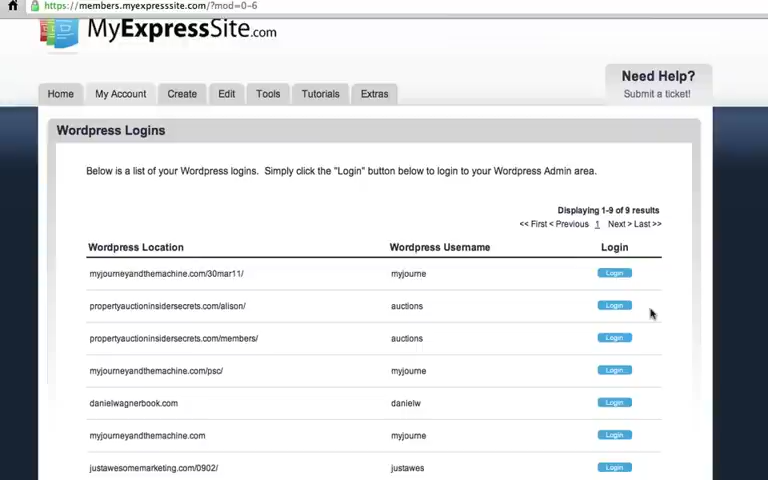 https://members.myexpresssite.com/?mod=0-6
MyExpressSite.com
Need Help?
Submit a ticket!
Home My Account Create Edit Tools Tutorials Extras
Wordpress Logins
Below is a list of your Wordpress logins. Simply click the "Login" button below to login to your Wordpress Admin area.
Displaying 1-9 of 9 results
<< First < Previous 1 Next > Last >>
Wordpress Location Wordpress Username Login
myjourneyandthemachine.com/30mar11/ myjourne Login
propertyauctioninsidersecrets.com/alison/ auctions Login
propertyauctioninsidersecrets.com/members/ auctions Login
myjourneyandthemachine.com/psc/ myjourne Login
danielwagnerbook.com danielw Login
myjourneyandthemachine.com myjourne Login
justawesomemarketing.com/0902/ justawes Login